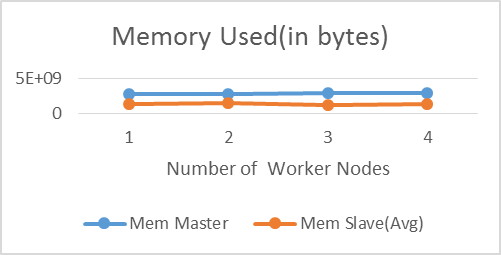 Memory Used(in bytes)
5E+09
0
1 2 3 4
Number of Worker Nodes
Mem Master Mem Slave(Avg)